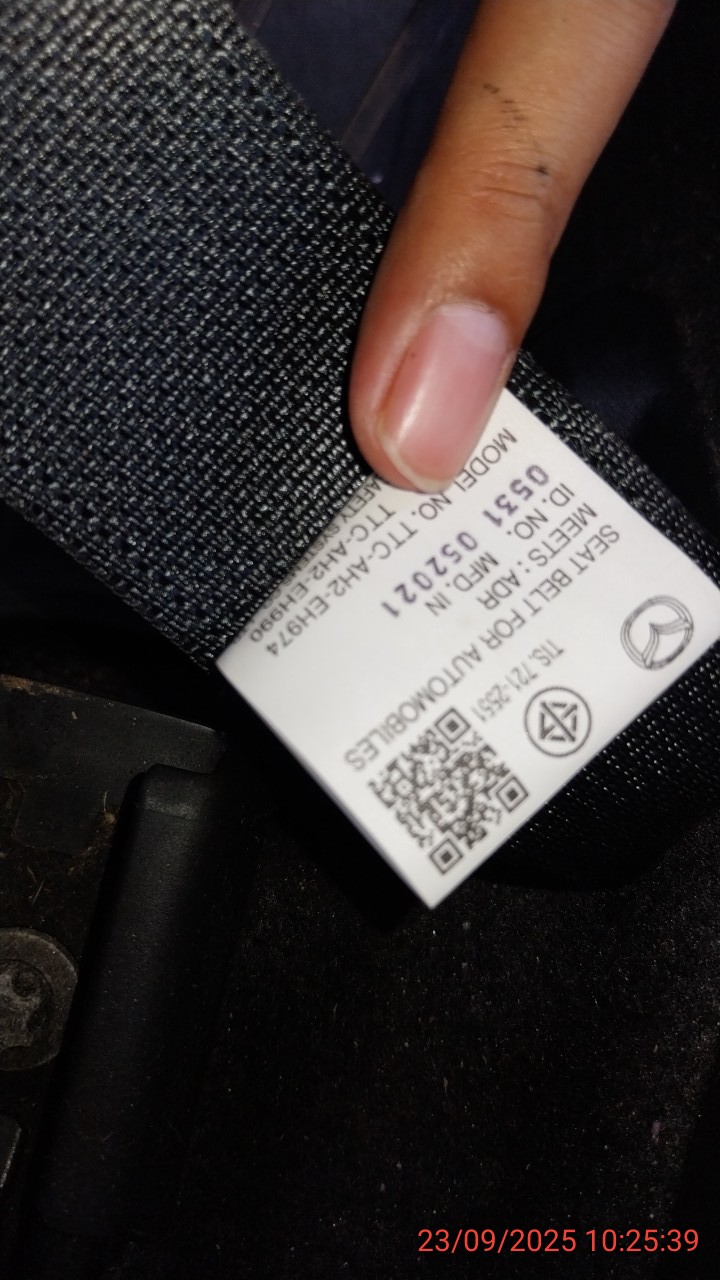 SEAT BELT FOR AUTOMOBILES
MEETS : ADR
TIS.721-2551
ID. NO. MFD. IN
0531 052021
MODEL NO. TTC-AH2-EH974
TTC-AH2-EH990
23/09/2025 10:25:39